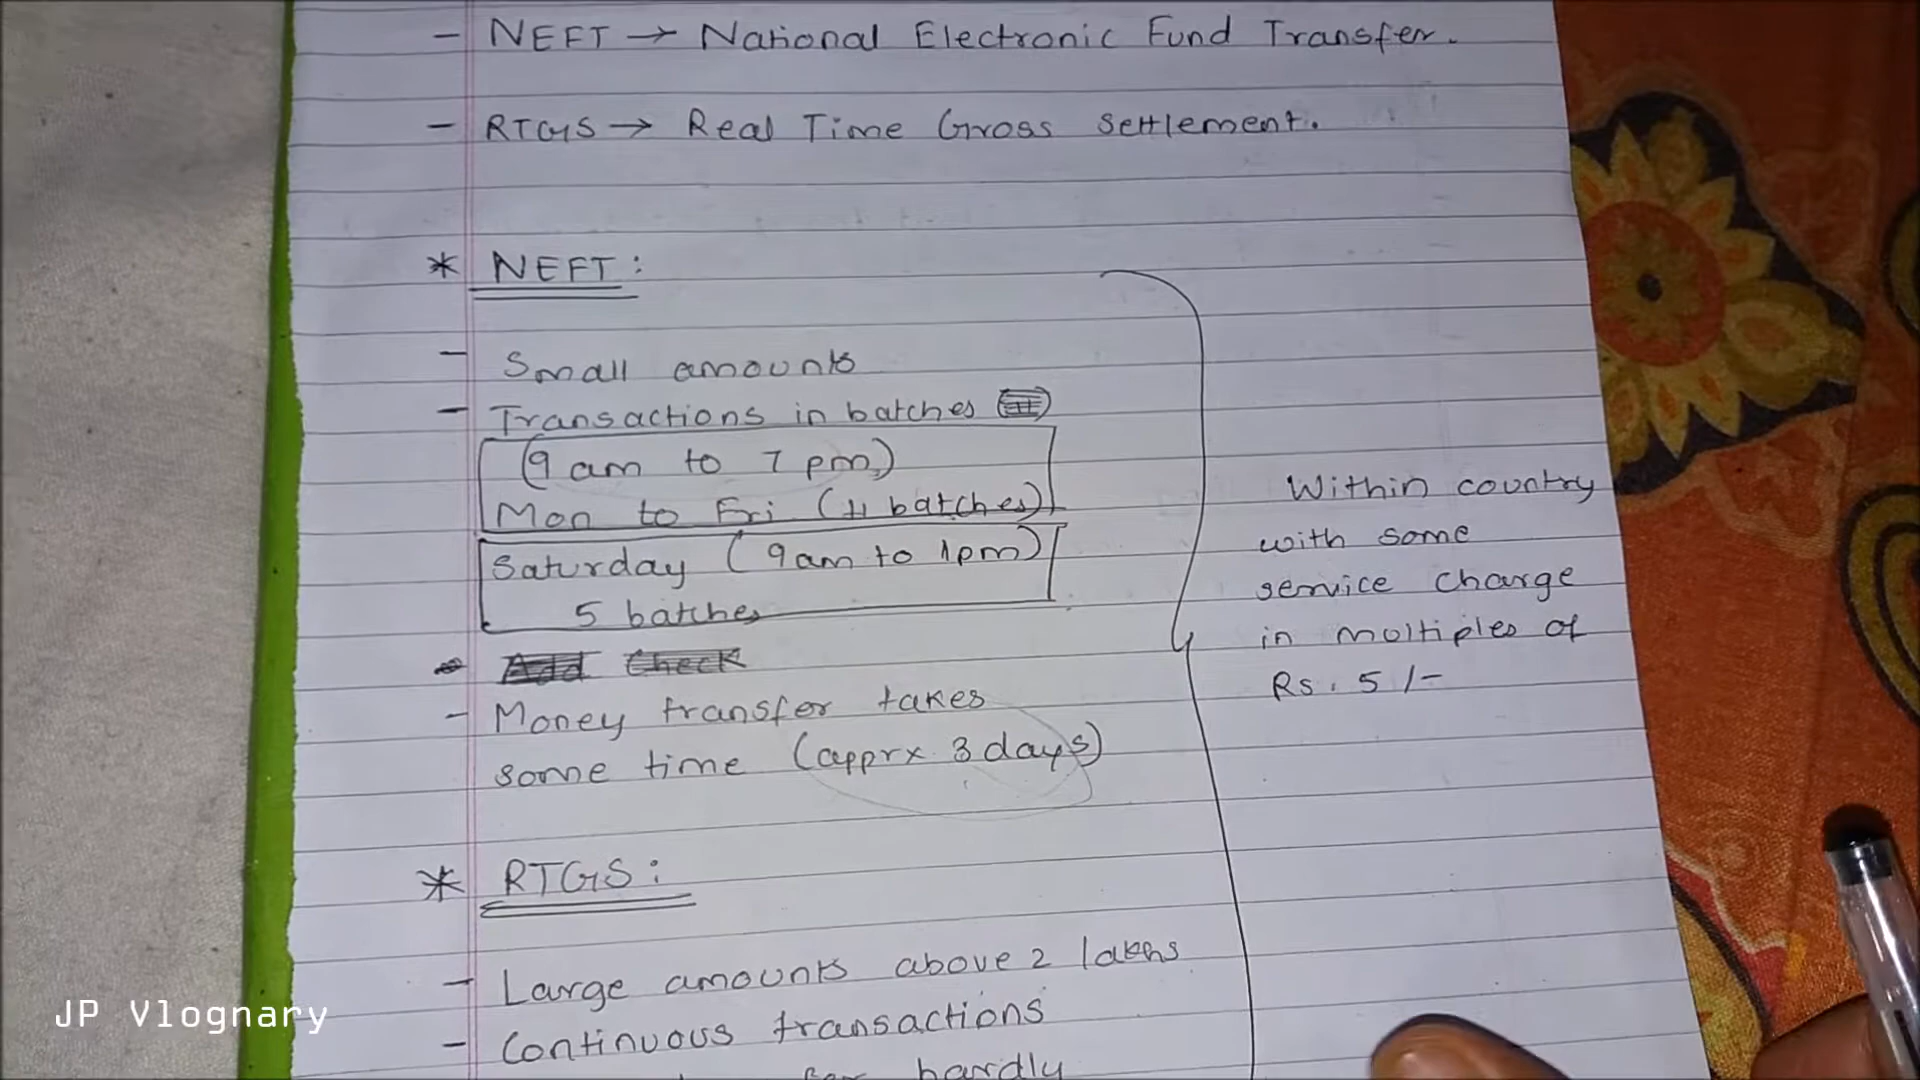 - NEFT → National Electronic Fund Transfer.
- RTGS → Real Time Gross Settlement.
* NEFT:
- Small amounts
- Transactions in batches
(9 am to 7 pm)
Mon to Fri (11 batches)
Saturday (9am to 1pm)
5 batches
Add Check
- Money transfer takes
some time (apprx 3 days)
Within country
with some
service charge
in multiples of
Rs. 5/-
* RTGS:
- Large amounts above 2 lakhs
- Continuous transactions
hardly
JP Vlognary